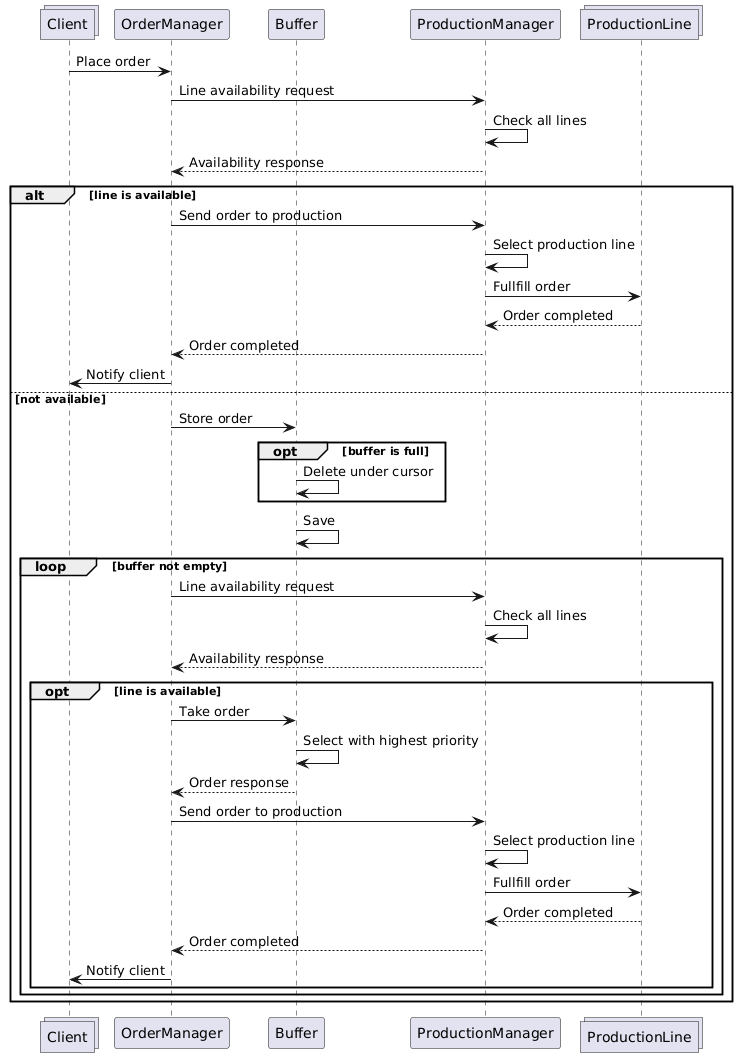 Client OrderManager Buffer ProductionManager ProductionLine
Place order
Line availability request
Check all lines
Availability response
alt [line is available]
Send order to production
Select production line
Fullfill order
Order completed
Order completed
Notify client
[not available]
Store order
opt [buffer is full]
Delete under cursor
Save
loop [buffer not empty]
Line availability request
Check all lines
Availability response
opt [line is available]
Take order
Select with highest priority
Order response
Send order to production
Select production line
Fullfill order
Order completed
Order completed
Notify client
Client OrderManager Buffer ProductionManager ProductionLine